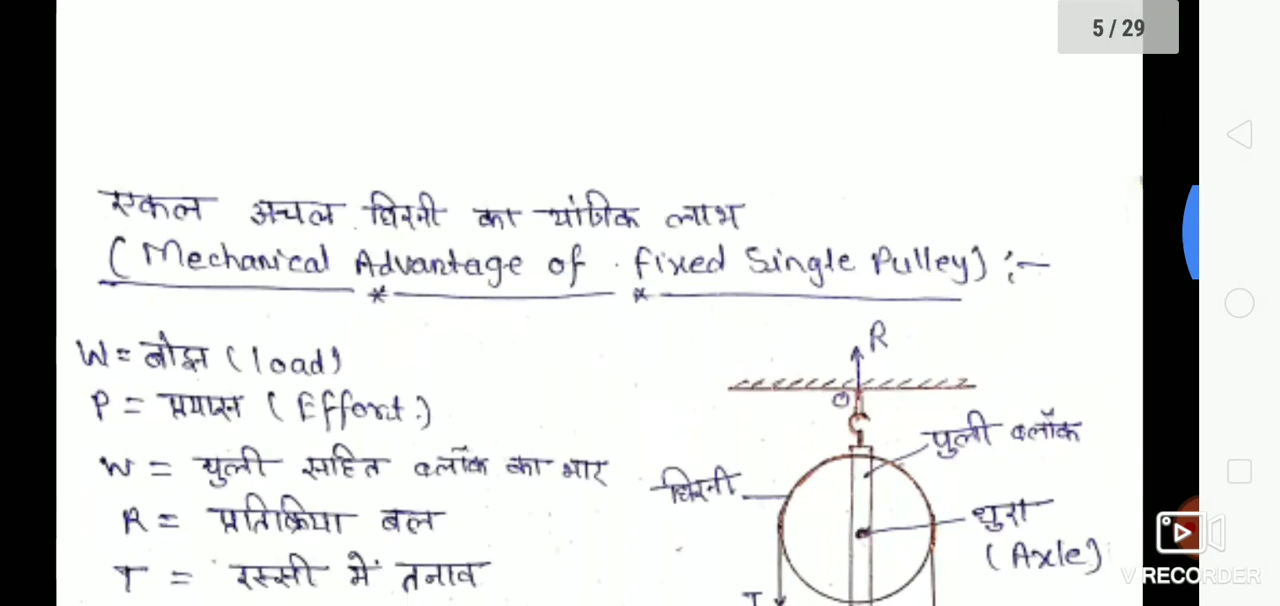 5 / 29
एकल अचल घिरनी का यांत्रिक लाभ
(Mechanical Advantage of fixed Single Pulley) :-
W = बोझ (load)
P = प्रयास (Effort)
w = पुली सहित ब्लॉक का भार
R = प्रतिक्रिया बल
T = रस्सी में तनाव
R
O
पुली ब्लॉक
घिरनी
धुरा
(Axle)
T
V RECORDER